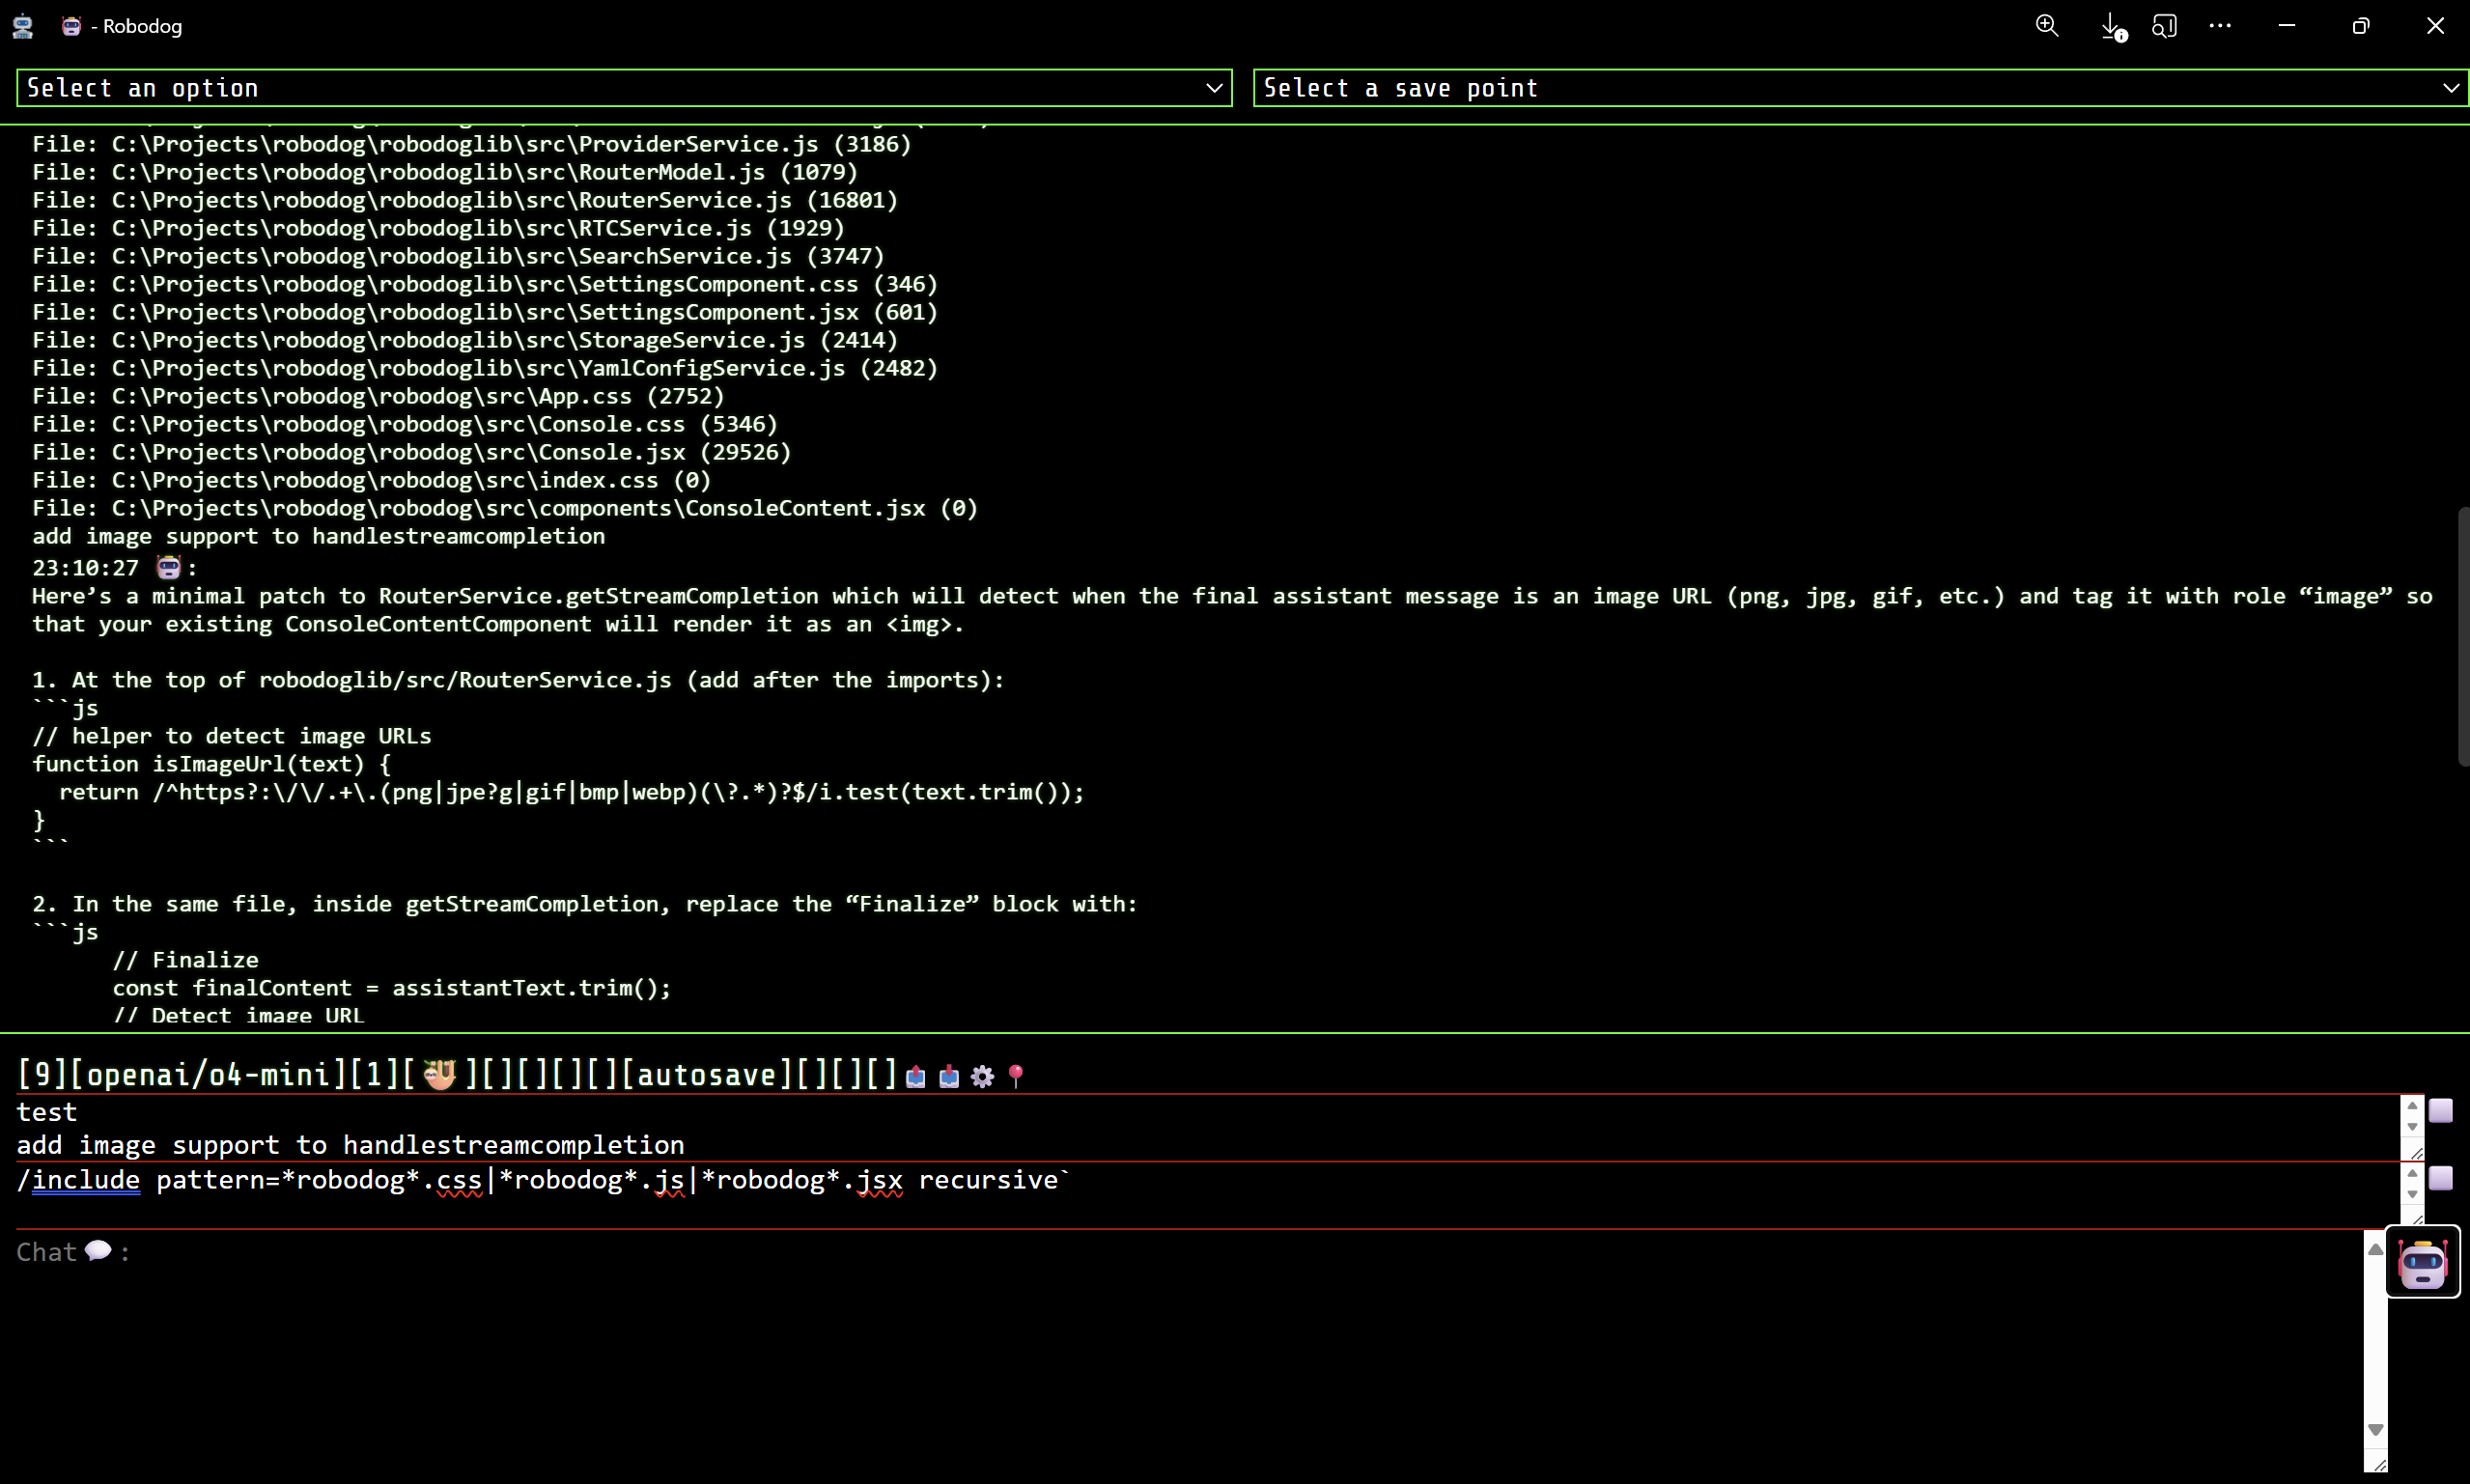 - Robodog
Select an option
Select a save point
File: C:\Projects\robodog\robodoglib\src\ProviderService.js (3186)
File: C:\Projects\robodog\robodoglib\src\RouterModel.js (1079)
File: C:\Projects\robodog\robodoglib\src\RouterService.js (16801)
File: C:\Projects\robodog\robodoglib\src\RTCService.js (1929)
File: C:\Projects\robodog\robodoglib\src\SearchService.js (3747)
File: C:\Projects\robodog\robodoglib\src\SettingsComponent.css (346)
File: C:\Projects\robodog\robodoglib\src\SettingsComponent.jsx (601)
File: C:\Projects\robodog\robodoglib\src\StorageService.js (2414)
File: C:\Projects\robodog\robodoglib\src\YamlConfigService.js (2482)
File: C:\Projects\robodog\robodog\src\App.css (2752)
File: C:\Projects\robodog\robodog\src\Console.css (5346)
File: C:\Projects\robodog\robodog\src\Console.jsx (29526)
File: C:\Projects\robodog\robodog\src\index.css (0)
File: C:\Projects\robodog\robodog\src\components\ConsoleContent.jsx (0)
add image support to handlestreamcompletion
23:10:27 🤖:
Here’s a minimal patch to RouterService.getStreamCompletion which will detect when the final assistant message is an image URL (png, jpg, gif, etc.) and tag it with role “image” so
that your existing ConsoleContentComponent will render it as an <img>.
1. At the top of robodoglib/src/RouterService.js (add after the imports):
```js
// helper to detect image URLs
function isImageUrl(text) {
  return /^https?:\/\/.+\.(png|jpe?g|gif|bmp|webp)(\?.*)?$/i.test(text.trim());
}
```
2. In the same file, inside getStreamCompletion, replace the “Finalize” block with:
```js
      // Finalize
      const finalContent = assistantText.trim();
      // Detect image URL
[9][openai/o4-mini][1][🦥][][][][][autosave][][][]📤📥⚙️📍
test
add image support to handlestreamcompletion
/include pattern=*robodog*.css|*robodog*.js|*robodog*.jsx recursive`
Chat💬: